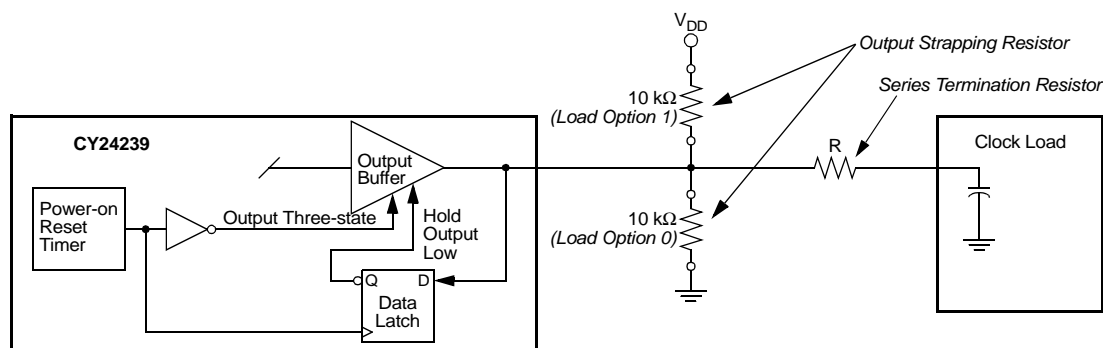 V_DD
Output Strapping Resistor
Series Termination Resistor
10 kΩ
(Load Option 1)
CY24239
Clock Load
R
Output
Buffer
Power-on
Reset
Timer
Output Three-state
Hold
Output
Low
10 kΩ
(Load Option 0)
Q
D
Data
Latch